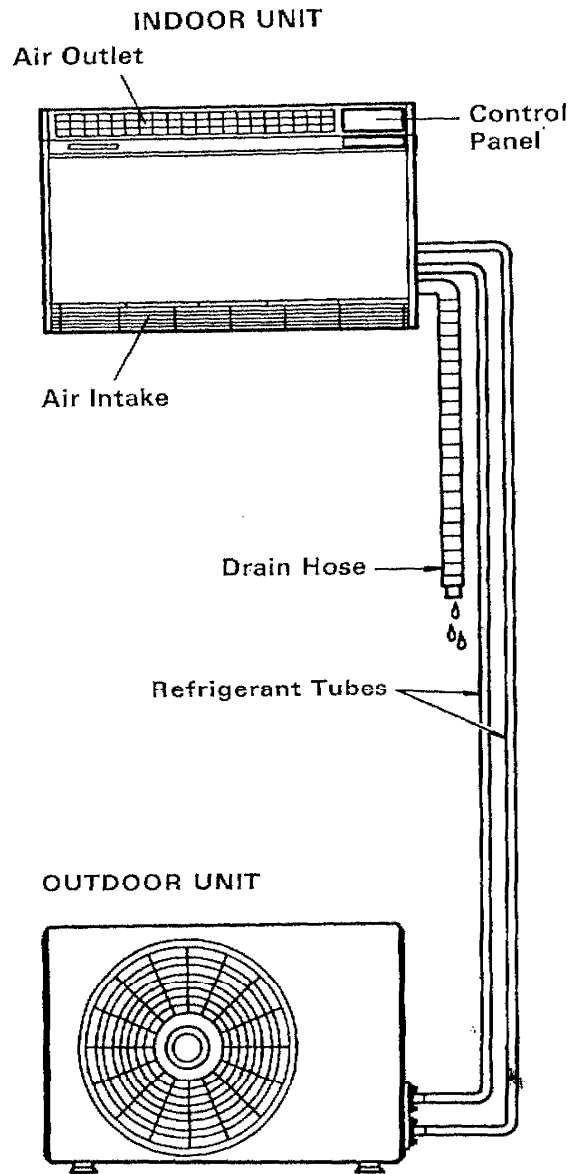 INDOOR UNIT
Air Outlet
Control
Panel
Air Intake
Drain Hose
Refrigerant Tubes
OUTDOOR UNIT